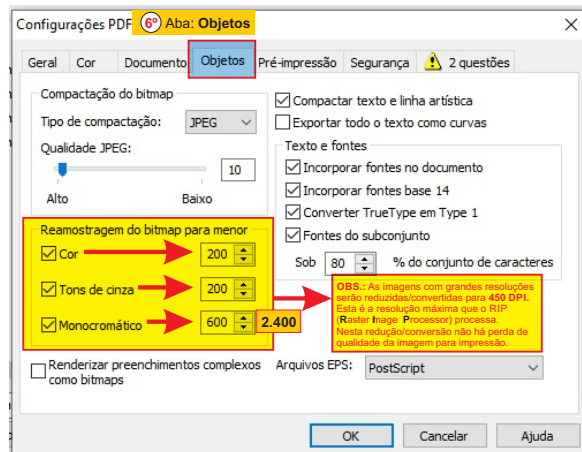 Configurações PDF
6º Aba: Objetos
Geral Cor Documento Objetos Pré-impressão Segurança 2 questões
Compactação do bitmap
Tipo de compactação: JPEG
Qualidade JPEG:
10
Alto Baixo
Reamostragem do bitmap para menor
Cor 200
Tons de cinza 200
Monocromático 600 2.400
Renderizar preenchimentos complexos
como bitmaps
Compactar texto e linha artística
Exportar todo o texto como curvas
Texto e fontes
Incorporar fontes no documento
Incorporar fontes base 14
Converter TrueType em Type 1
Fontes do subconjunto
Sob 80 % do conjunto de caracteres
OBS.: As imagens com grandes resoluções
serão reduzidas/convertidas para 450 DPI.
Esta é a resolução máxima que o RIP
(Raster Image Processor) processa.
Nesta redução/conversão não há perda de
qualidade da imagem para impressão.
Arquivos EPS: PostScript
OK Cancelar Ajuda